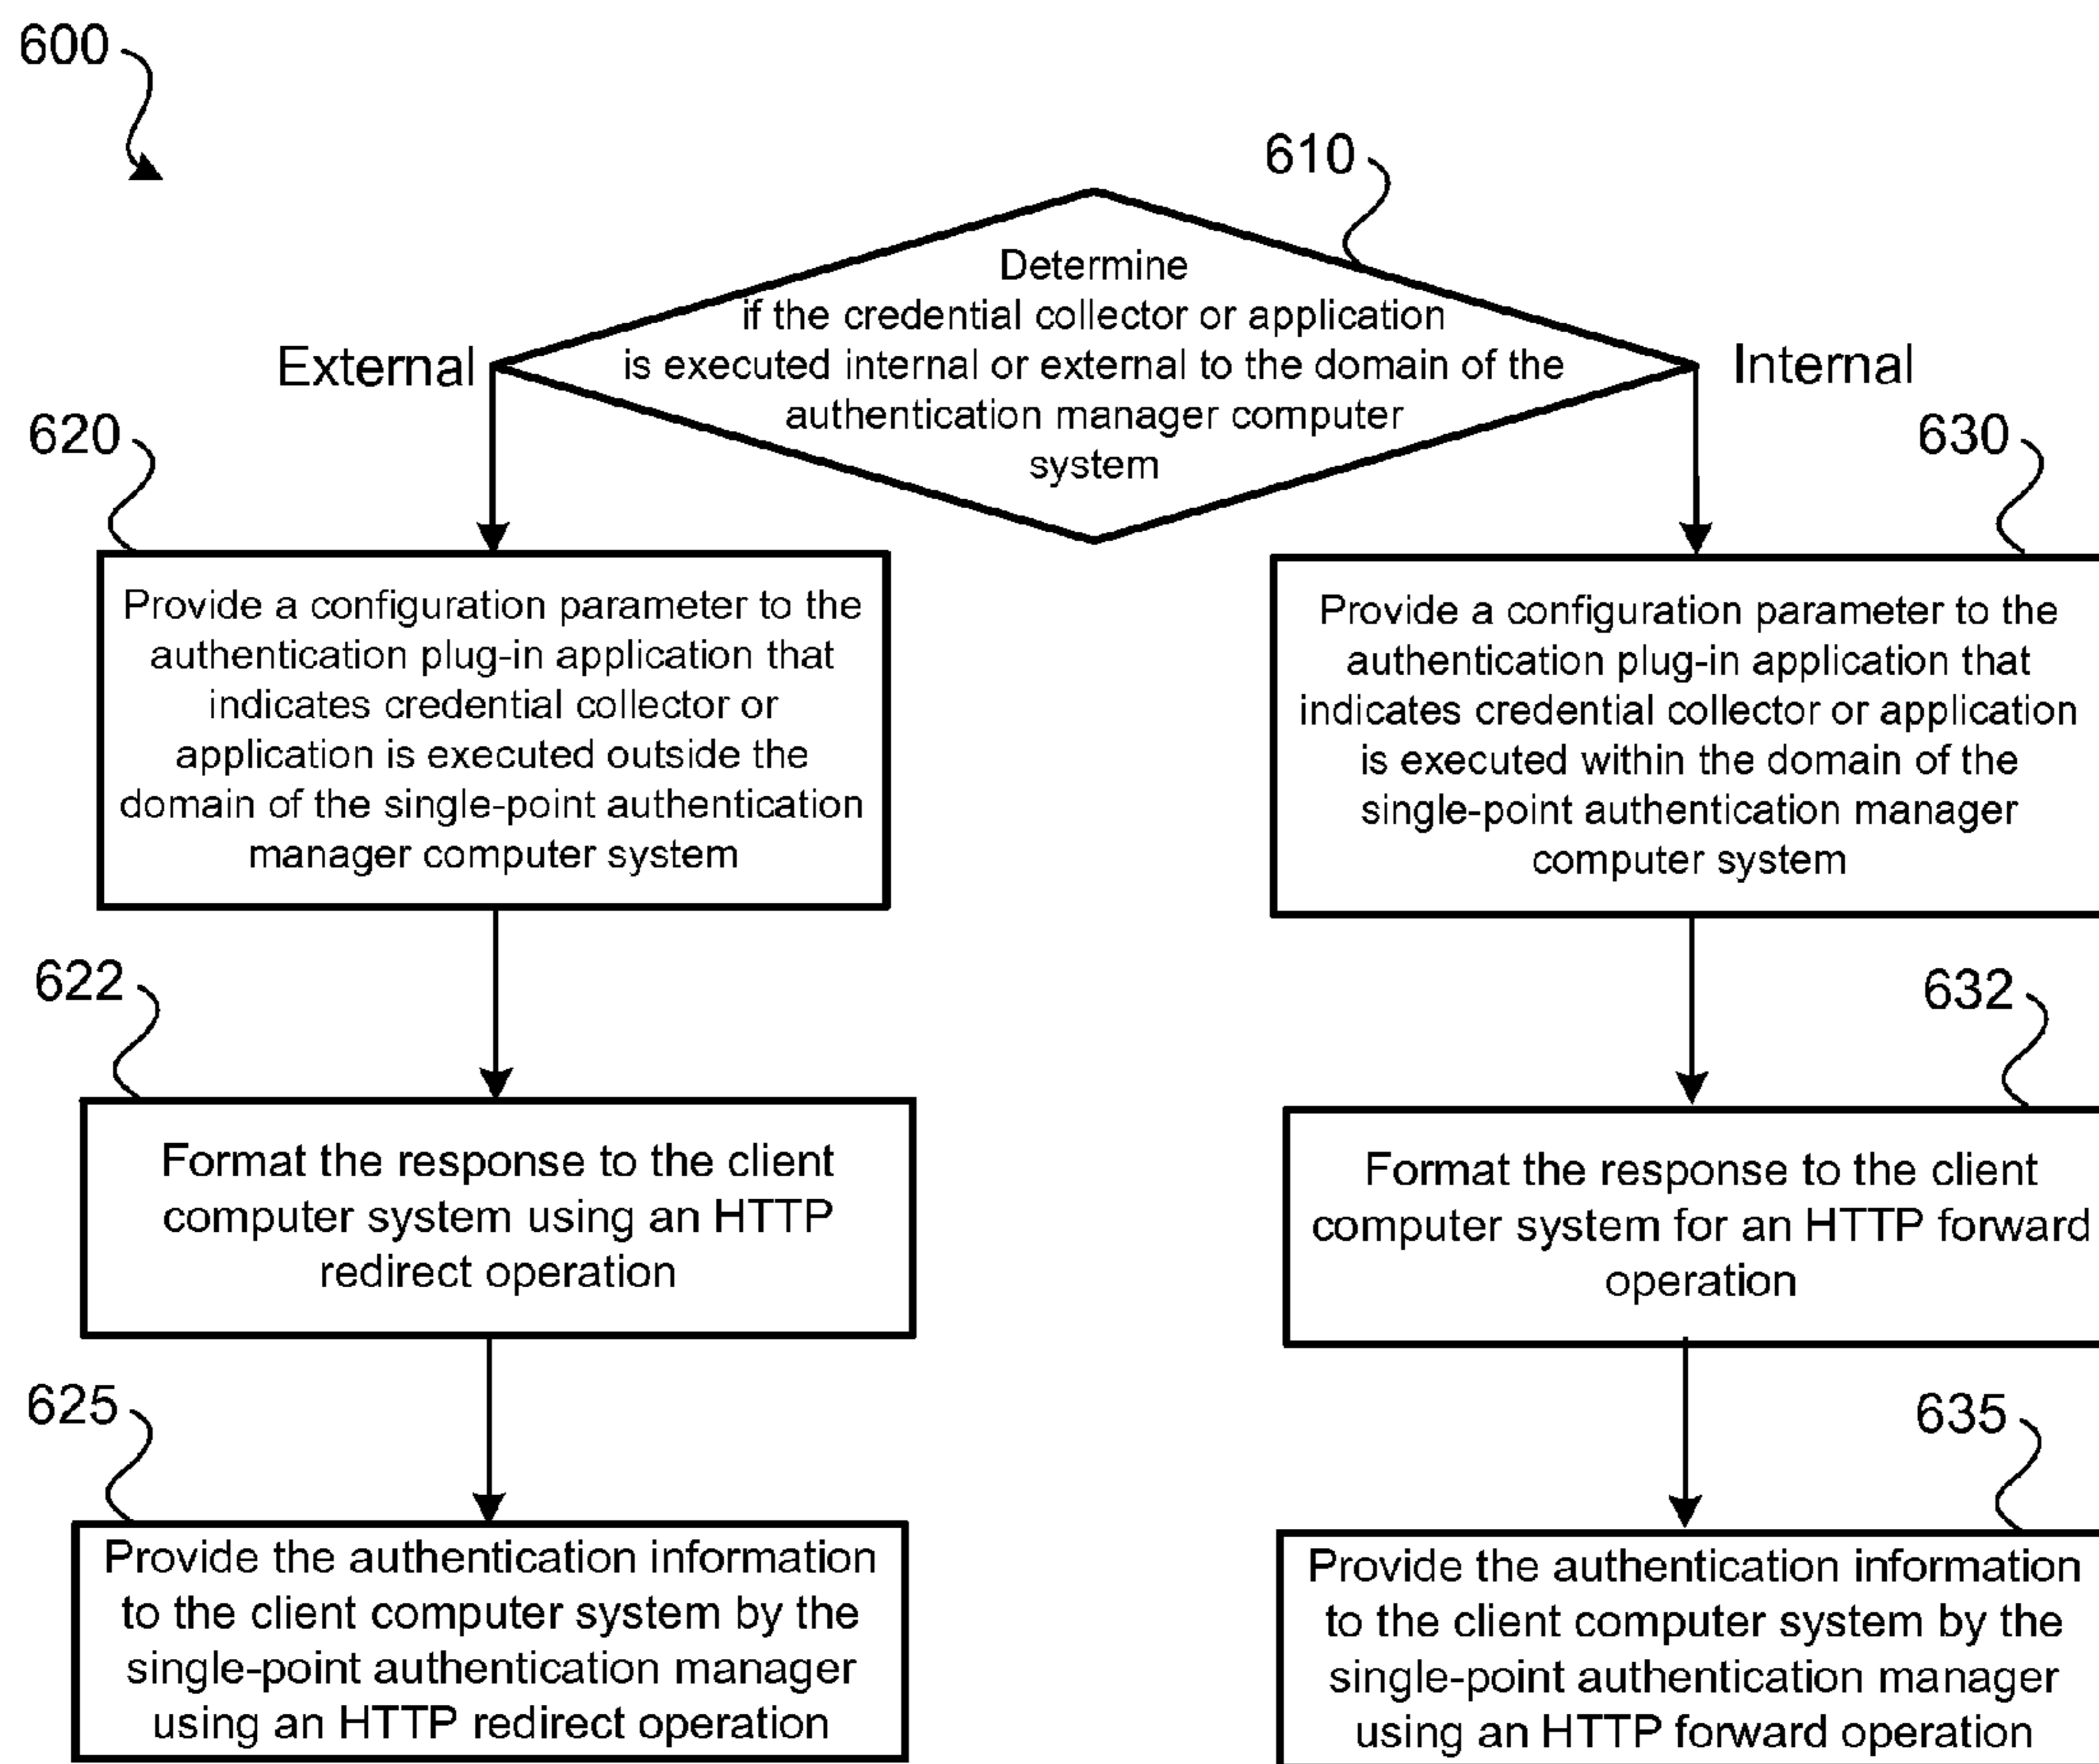 600
610
Determine
if the credential collector or application
is executed internal or external to the domain of the
authentication manager computer
system
External
Internal
620
Provide a configuration parameter to the
authentication plug-in application that
indicates credential collector or
application is executed outside the
domain of the single-point authentication
manager computer system
630
Provide a configuration parameter to the
authentication plug-in application that
indicates credential collector or application
is executed within the domain of the
single-point authentication manager
computer system
622
Format the response to the client
computer system using an HTTP
redirect operation
632
Format the response to the client
computer system for an HTTP forward
operation
625
Provide the authentication information
to the client computer system by the
single-point authentication manager
using an HTTP redirect operation
635
Provide the authentication information
to the client computer system by the
single-point authentication manager
using an HTTP forward operation